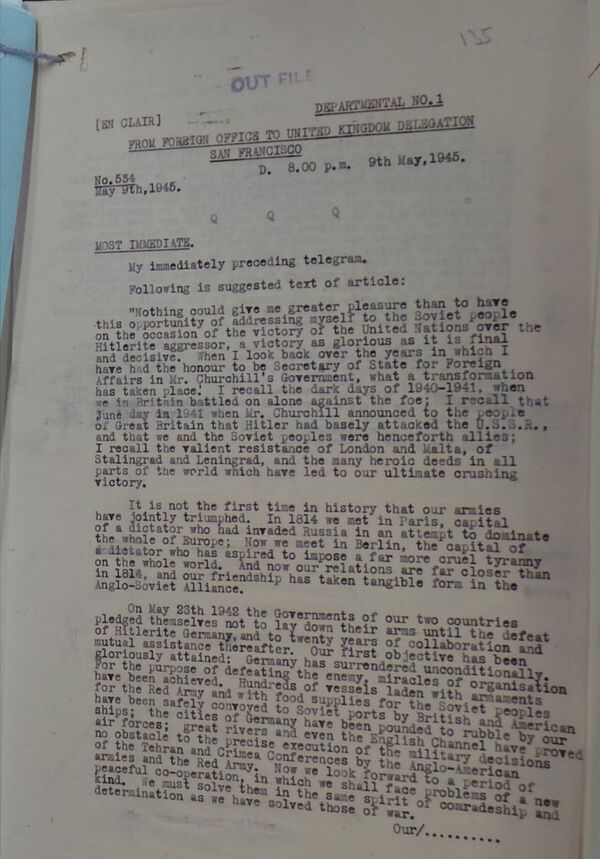 135
OUT FILE
DEPARTMENTAL NO.1
[EN CLAIR]
FROM FOREIGN OFFICE TO UNITED KINGDOM DELEGATION
SAN FRANCISCO
D. 8.00 p.m. 9th May,1945.
No.534
May 9th,1945.
Q Q Q
MOST IMMEDIATE.
My immediately preceding telegram.
Following is suggested text of article:
"Nothing could give me greater pleasure than to have
this opportunity of addressing myself to the Soviet people
on the occasion of the victory of the United Nations over the
Hitlerite aggressor, a victory as glorious as it is final
and decisive. When I look back over the years in which I
have had the honour to be Secretary of State for Foreign
Affairs in Mr. Churchill's Government, what a transformation
has taken place! I recall the dark days of 1940-1941, when
we in Britain battled on alone against the foe; I recall that
June day in 1941 when Mr. Churchill announced to the people
of Great Britain that Hitler had basely attacked the U.S.S.R.,
and that we and the Soviet peoples were henceforth allies;
I recall the valient resistance of London and Malta, of
Stalingrad and Leningrad, and the many heroic deeds in all
parts of the world which have led to our ultimate crushing
victory.
It is not the first time in history that our armies
have jointly triumphed. In 1814 we met in Paris, capital
of a dictator who had invaded Russia in an attempt to dominate
the whole of Europe; Now we meet in Berlin, the capital of
a dictator who has aspired to impose a far more cruel tyranny
on the whole world. And now our relations are far closer than
in 1814, and our friendship has taken tangible form in the
Anglo-Soviet Alliance.
On May 23th 1942 the Governments of our two countries
pledged themselves not to lay down their arms until the defeat
of Hitlerite Germany, and to twenty years of collaboration and
mutual assistance thereafter. Our first objective has been
gloriously attained: Germany has surrendered unconditionally.
For the purpose of defeating the enemy, miracles of organisation
have been achieved. Hundreds of vessels laden with armaments
for the Red Army and with food supplies for the Soviet peoples
have been safely convoyed to Soviet ports by British and American
ships; the cities of Germany have been pounded to rubble by our
air forces; great rivers and even the English Channel have proved
no obstacle to the precise execution of the military decisions
of the Tehran and Crimea Conferences by the Anglo-American
armies and the Red Army. Now we look forward to a period of
peaceful co-operation, in which we shall face problems of a new
kind. We must solve them in the same spirit of comradeship and
determination as we have solved those of war.
Our/..........